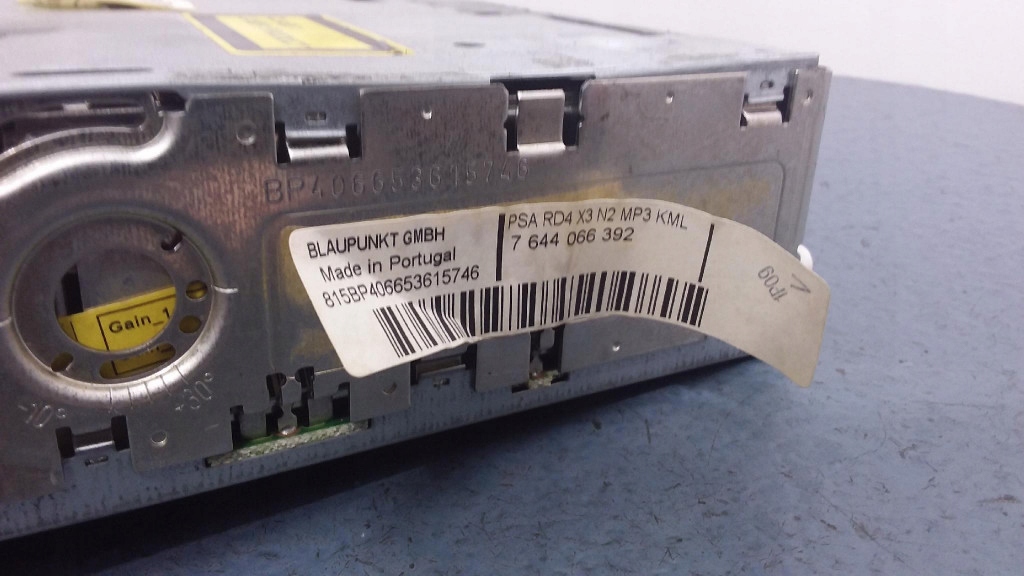 BP406653615746
BLAUPUNKT GMBH
Made in Portugal
815BP406653615746
PSA RD4 X3 N2 MP3 KML
7 644 066 392
1P09
Gain_1
-10°
+30°